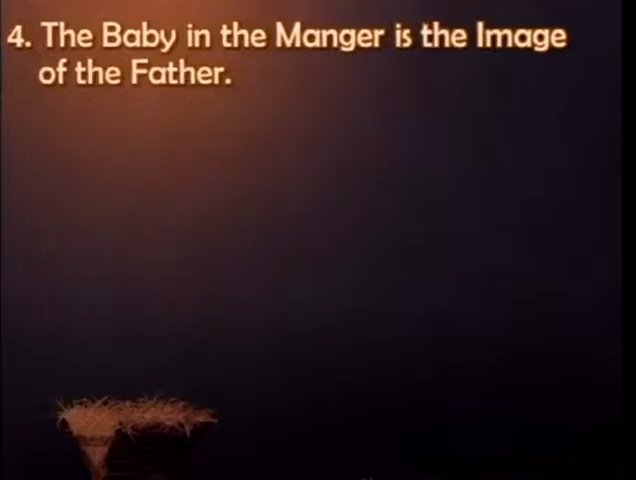 4. The Baby in the Manger is the Image
of the Father.